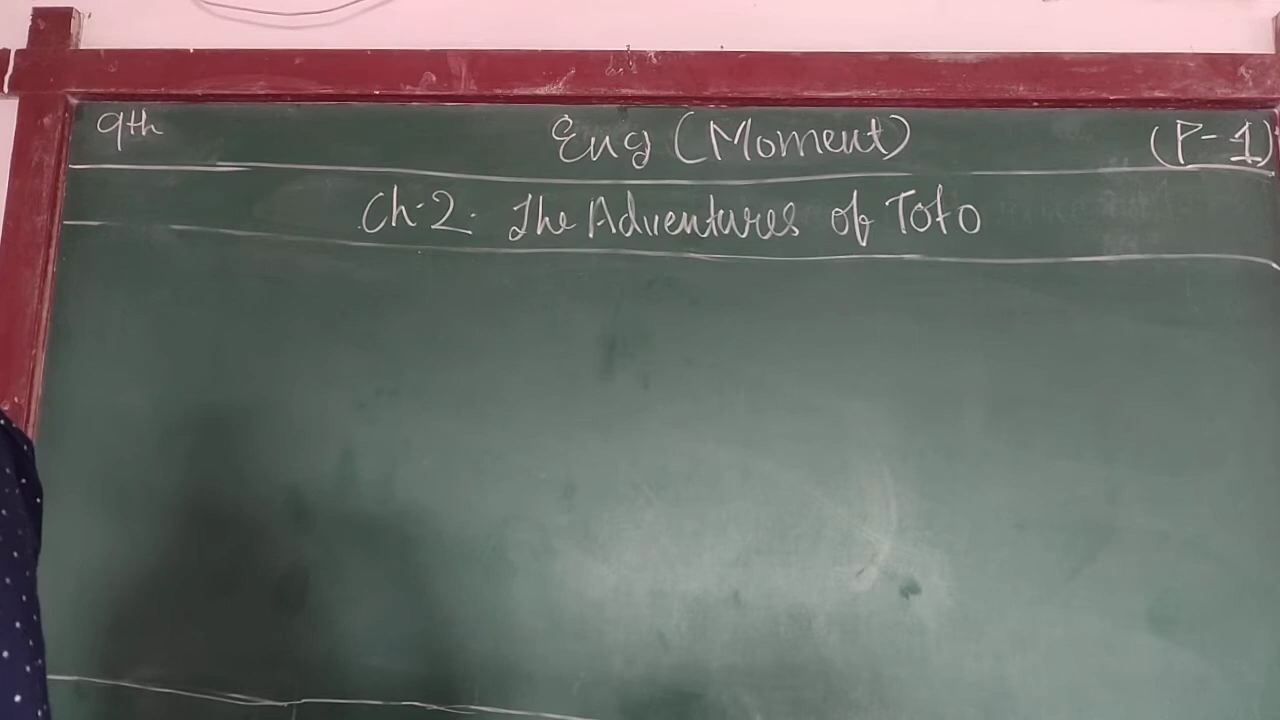 9th Eng (Moment) (P-1)
Ch.2. The Adventures of Toto